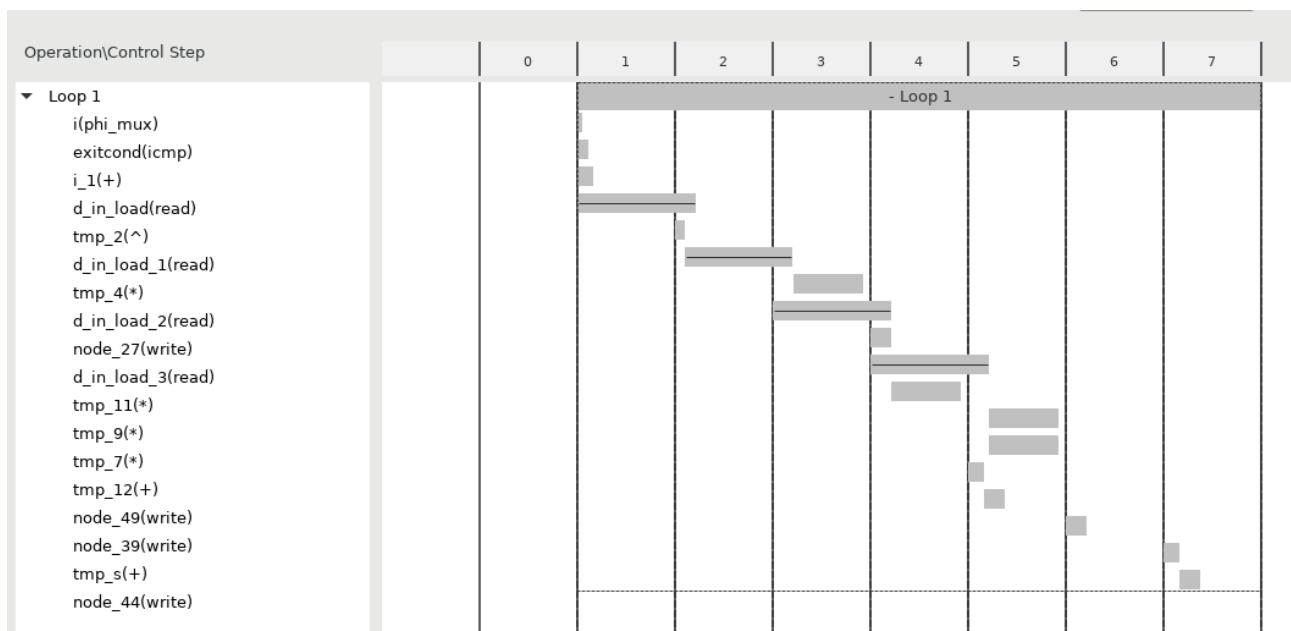 Operation\Control Step
0 1 2 3 4 5 6 7
Loop 1
- Loop 1
i(phi_mux)
exitcond(icmp)
i_1(+)
d_in_load(read)
tmp_2(^)
d_in_load_1(read)
tmp_4(*)
d_in_load_2(read)
node_27(write)
d_in_load_3(read)
tmp_11(*)
tmp_9(*)
tmp_7(*)
tmp_12(+)
node_49(write)
node_39(write)
tmp_s(+)
node_44(write)